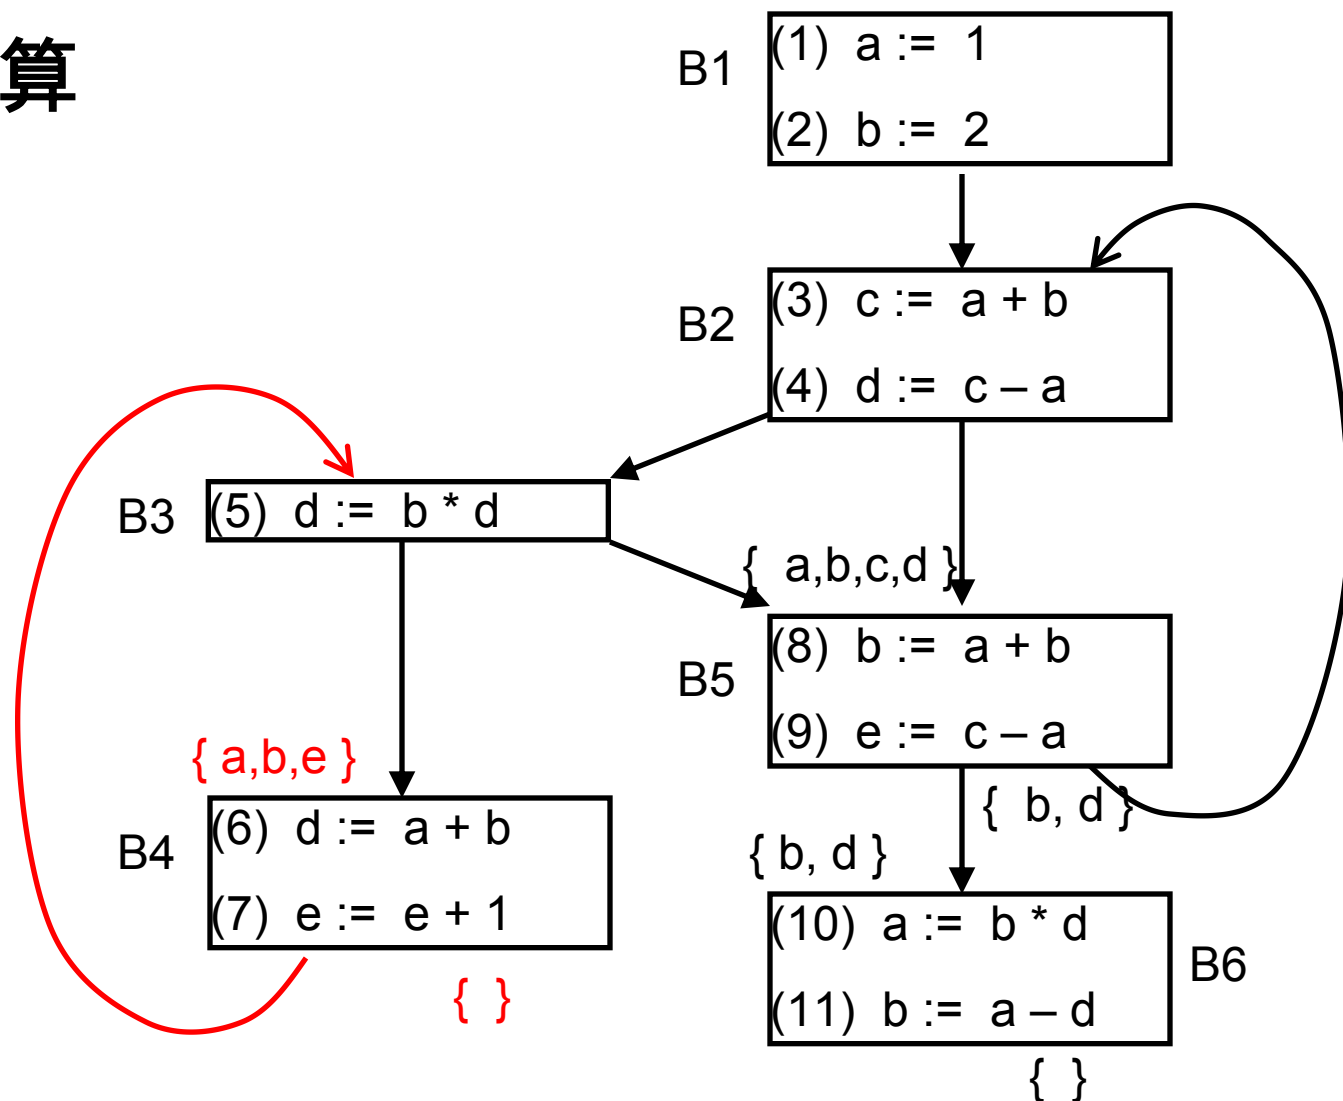 算
B1
(1) a := 1
(2) b := 2
B2
(3) c := a + b
(4) d := c – a
B3
(5) d := b * d
{ a,b,c,d }
B5
(8) b := a + b
(9) e := c – a
{ a,b,e }
{ b, d }
B4
(6) d := a + b
(7) e := e + 1
{ }
{ b, d }
(10) a := b * d
(11) b := a – d
B6
{ }